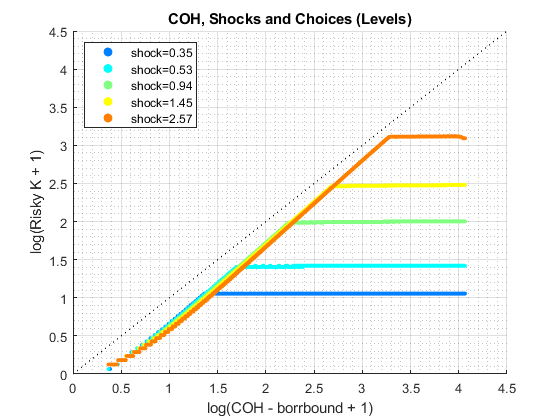 COH, Shocks and Choices (Levels)
4.5
4
3.5
3
2.5
2
1.5
1
0.5
0
log(Risky K + 1)
shock=0.35
shock=0.53
shock=0.94
shock=1.45
shock=2.57
0 0.5 1 1.5 2 2.5 3 3.5 4 4.5
log(COH - borrbound + 1)